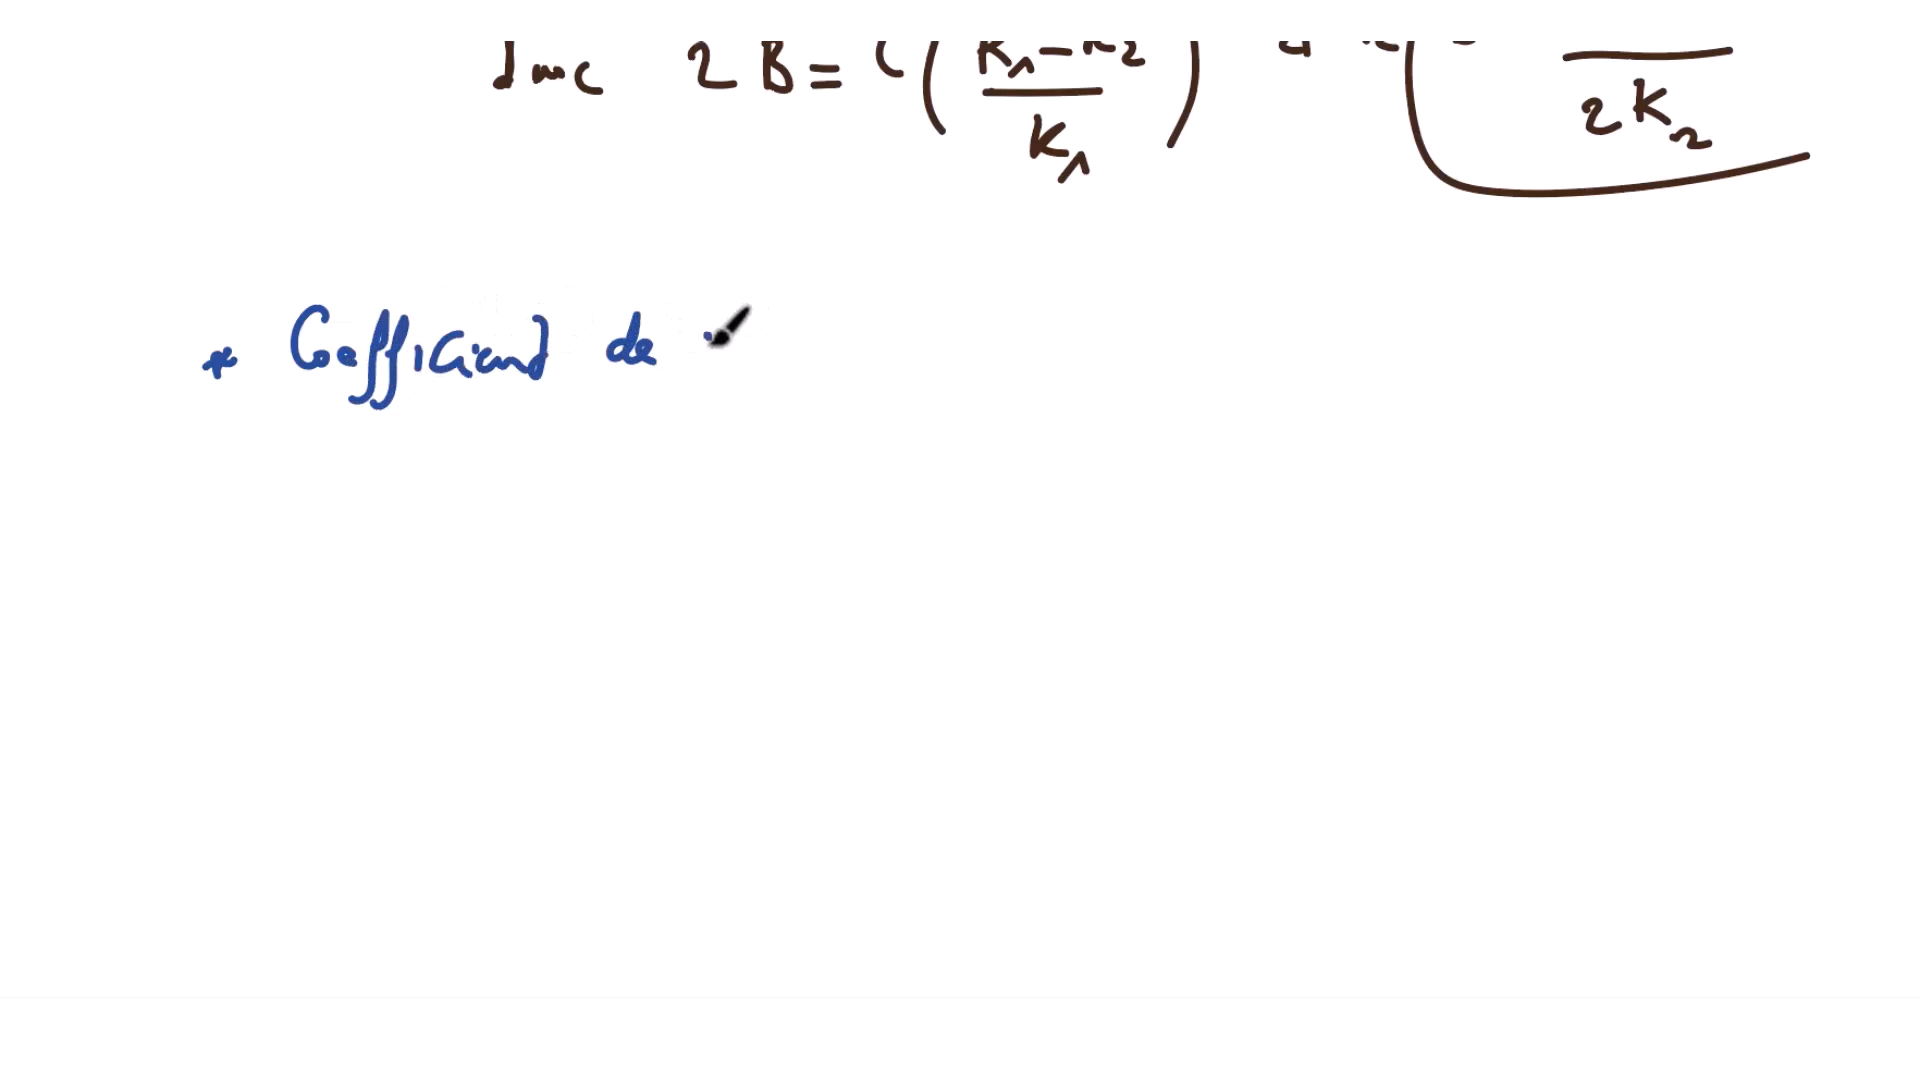 donc 2B = C ( K₁ - K₂ / K₁ )
2K₂
* Coefficient de